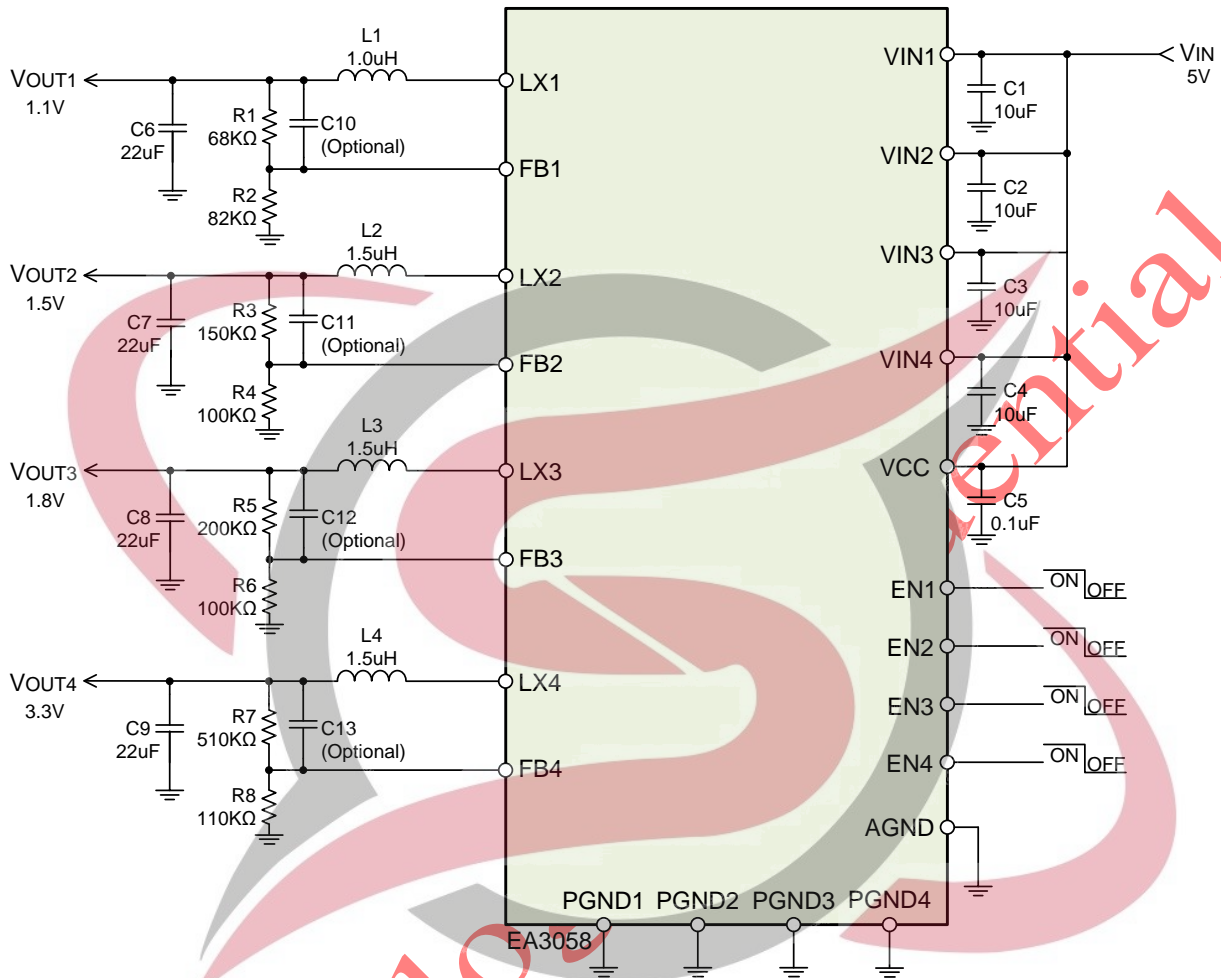 L1
1.0uH
VIN1
VIN
5V
VOUT1
1.1V
LX1
C1
10uF
C6
22uF
R1
68KΩ
C10
(Optional)
VIN2
FB1
C2
10uF
R2
82KΩ
L2
1.5uH
VIN3
VOUT2
1.5V
LX2
C3
10uF
C7
22uF
R3
150KΩ
C11
(Optional)
VIN4
FB2
C4
10uF
R4
100KΩ
L3
1.5uH
VCC
VOUT3
1.8V
LX3
C5
0.1uF
C8
22uF
R5
200KΩ
C12
(Optional)
FB3
R6
100KΩ
EN1
ON
OFF
L4
1.5uH
EN2
ON
OFF
VOUT4
3.3V
LX4
EN3
ON
OFF
C9
22uF
R7
510KΩ
C13
(Optional)
FB4
EN4
ON
OFF
R8
110KΩ
AGND
PGND1 PGND2 PGND3 PGND4
EA3058